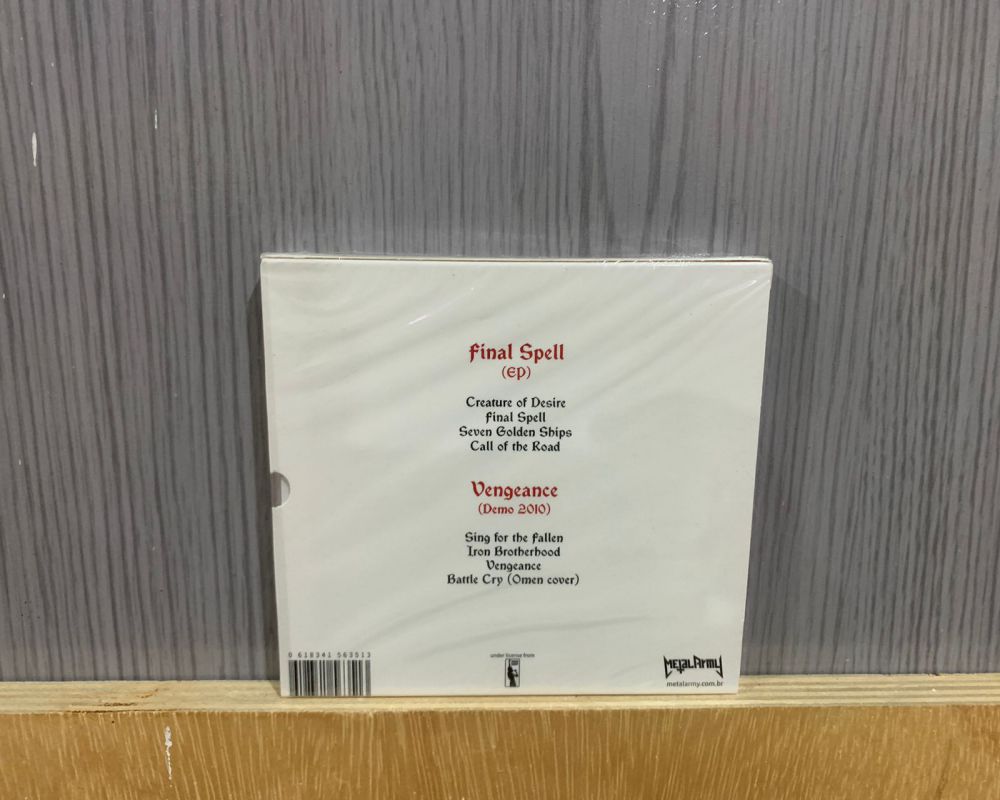 Final Spell
(EP)
Creature of Desire
Final Spell
Seven Golden Ships
Call of the Road
Vengeance
(Demo 2010)
Sing for the Fallen
Iron Brotherhood
Vengeance
Battle Cry (Omen cover)
0 618341 563513
under license from
METAL ARMY
metalarmy.com.br